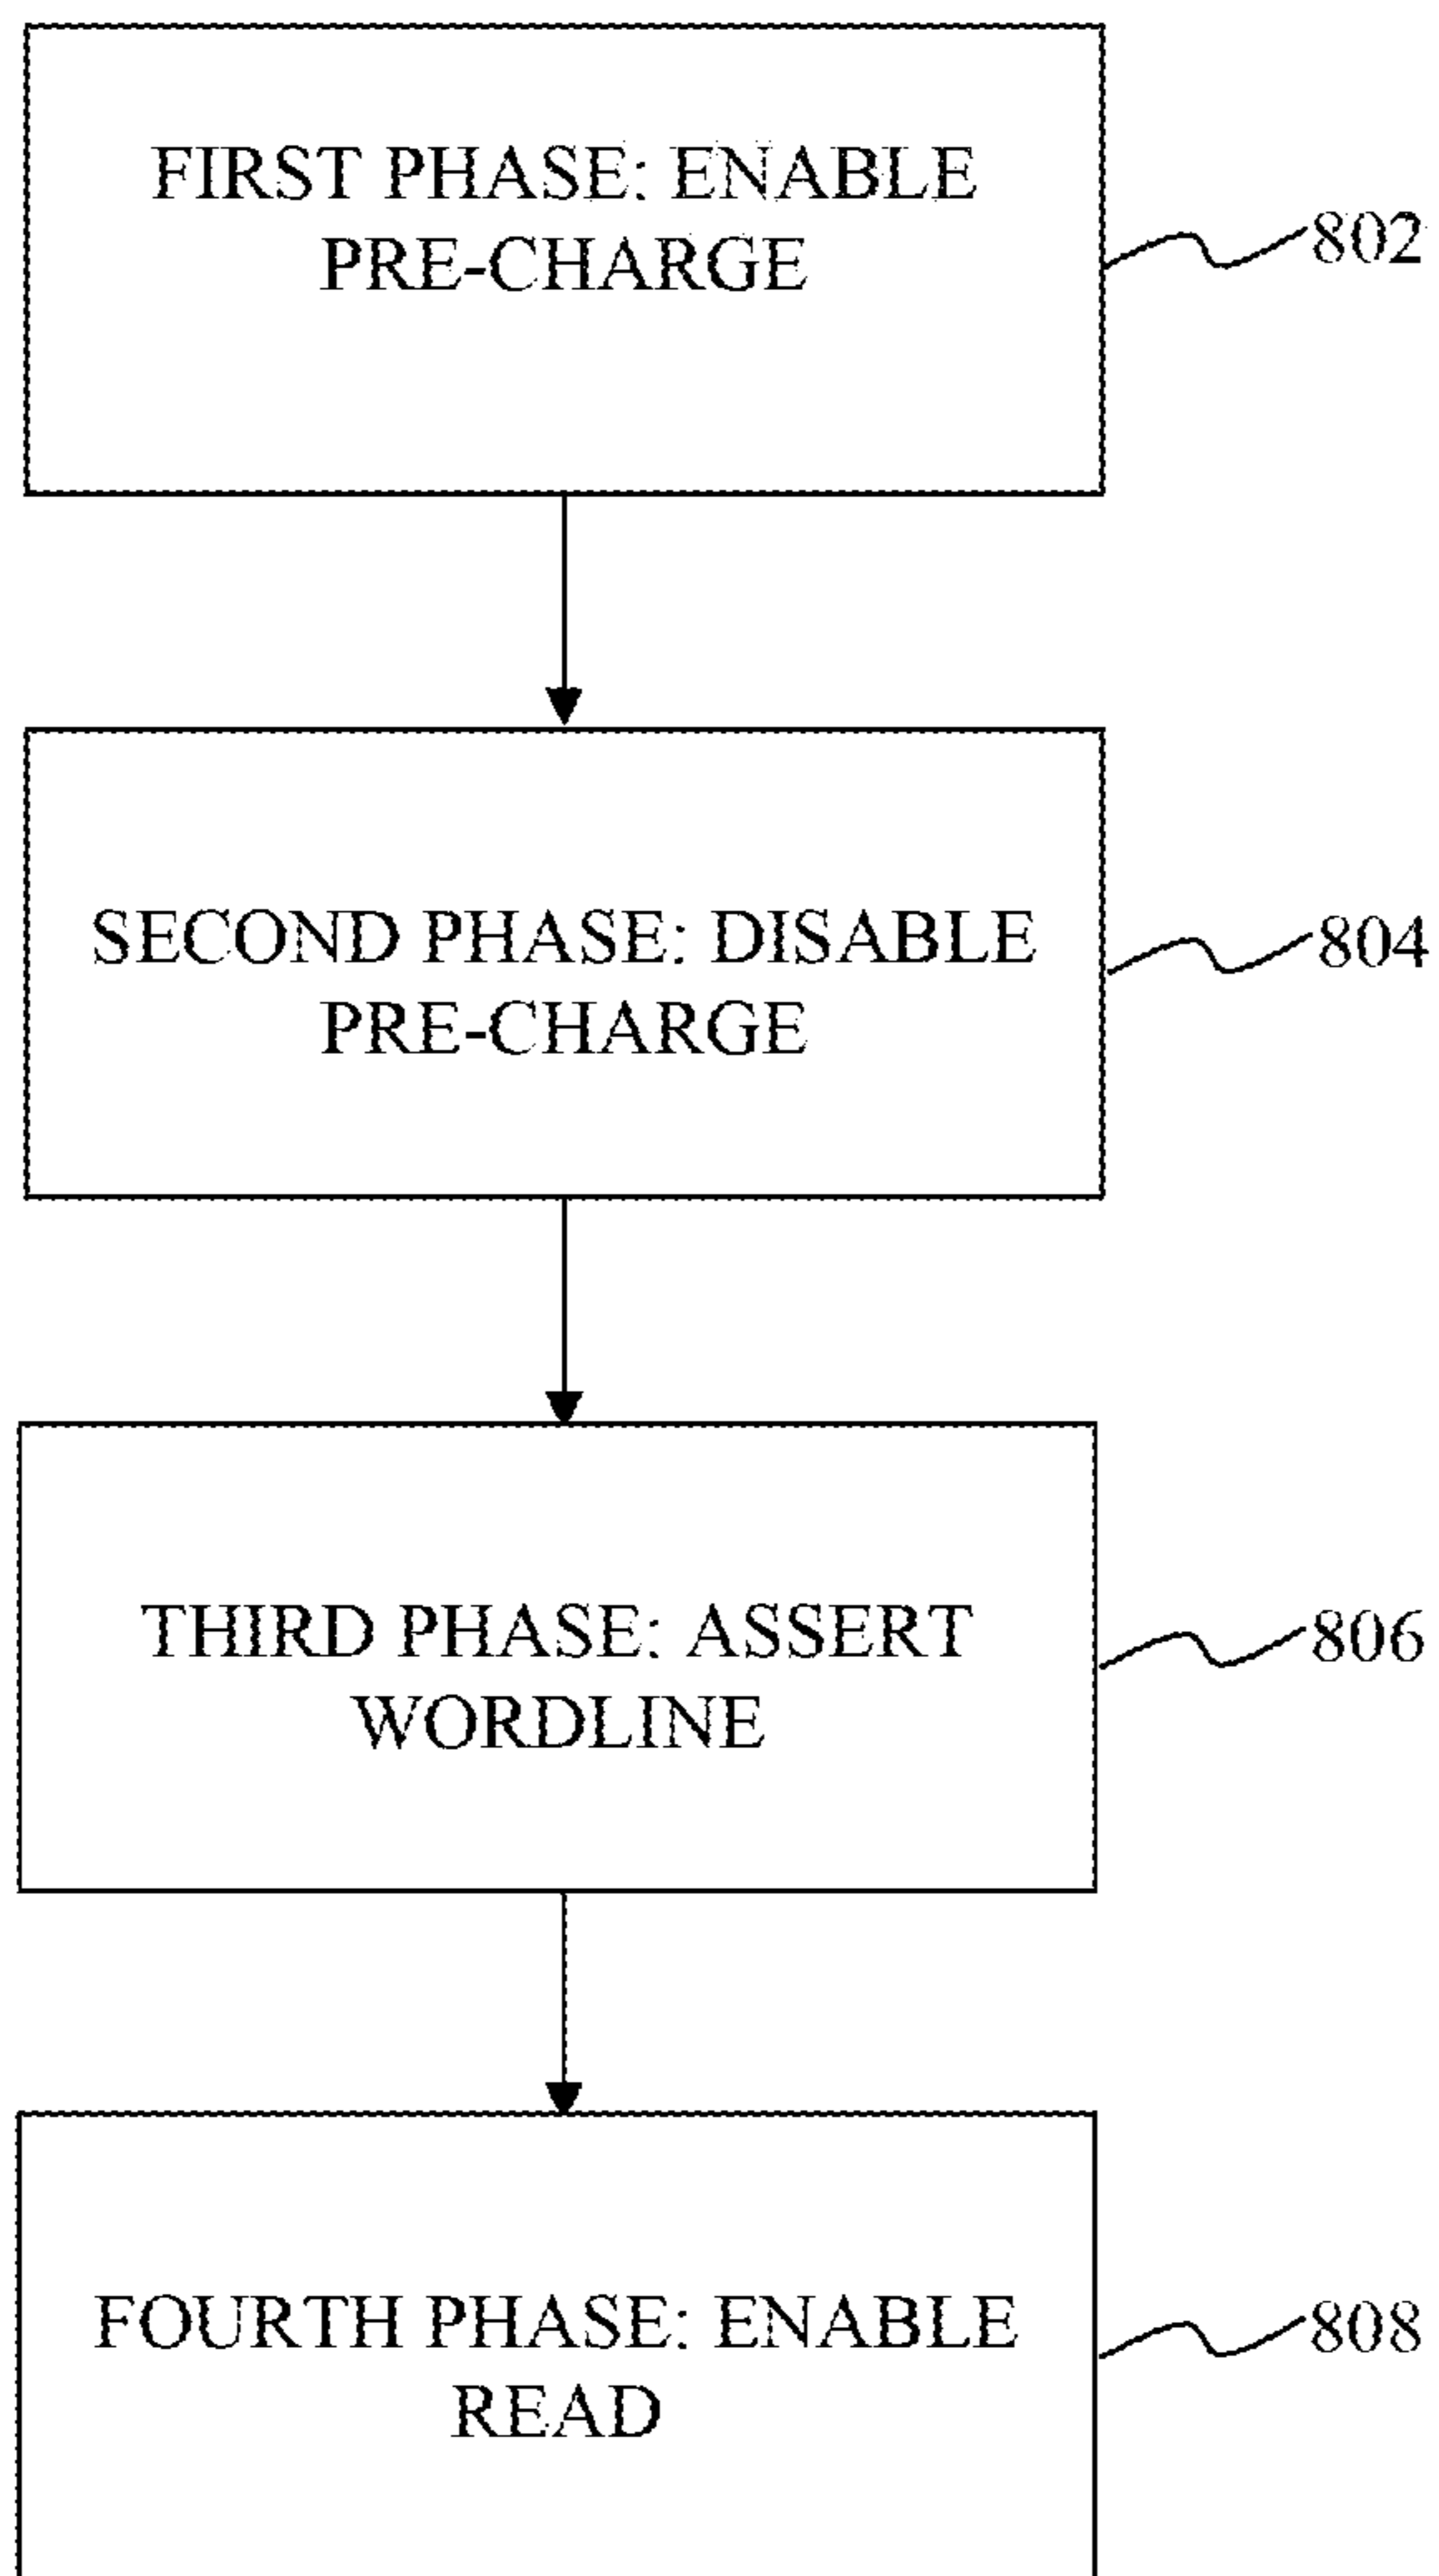 FIRST PHASE: ENABLE
PRE-CHARGE
802
SECOND PHASE: DISABLE
PRE-CHARGE
804
THIRD PHASE: ASSERT
WORDLINE
806
FOURTH PHASE: ENABLE
READ
808